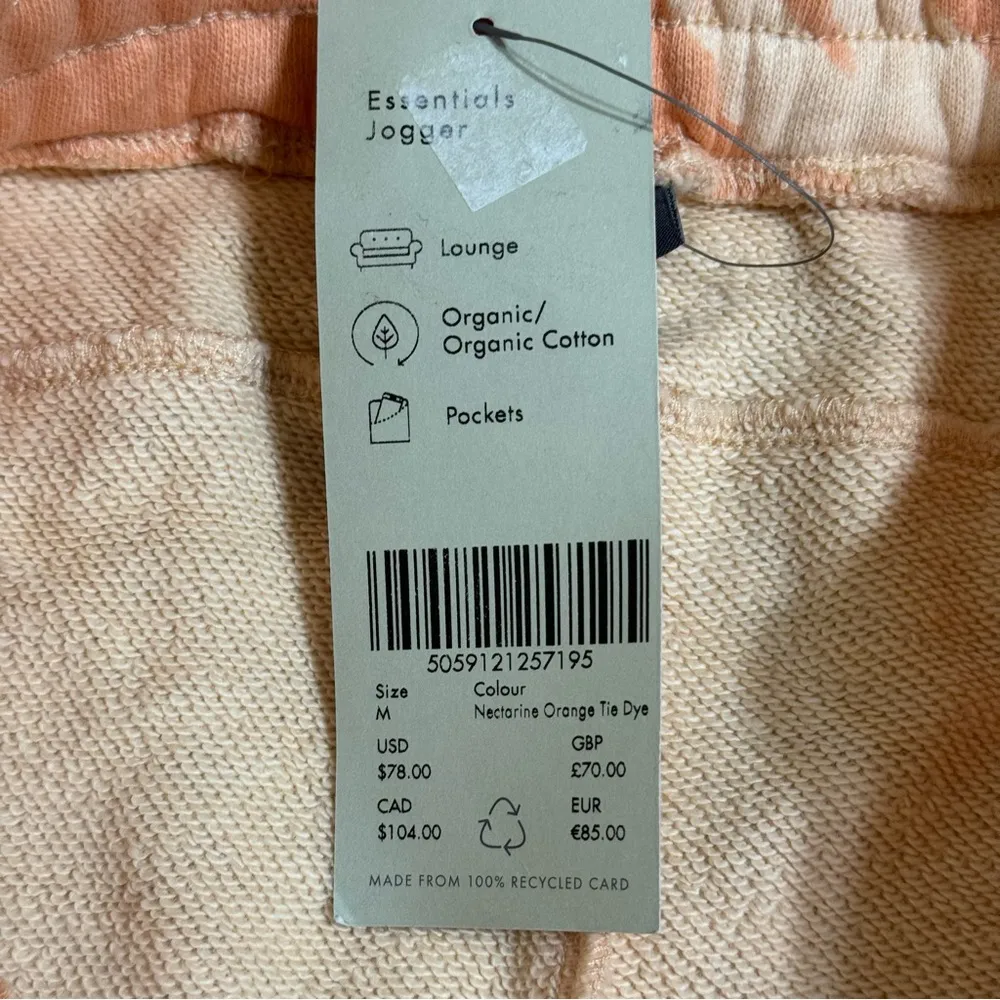 Essentials
Jogger
Lounge
Organic/
Organic Cotton
Pockets
5059121257195
Size Colour
M Nectarine Orange Tie Dye
USD GBP
$78.00 £70.00
CAD EUR
$104.00 €85.00
MADE FROM 100% RECYCLED CARD